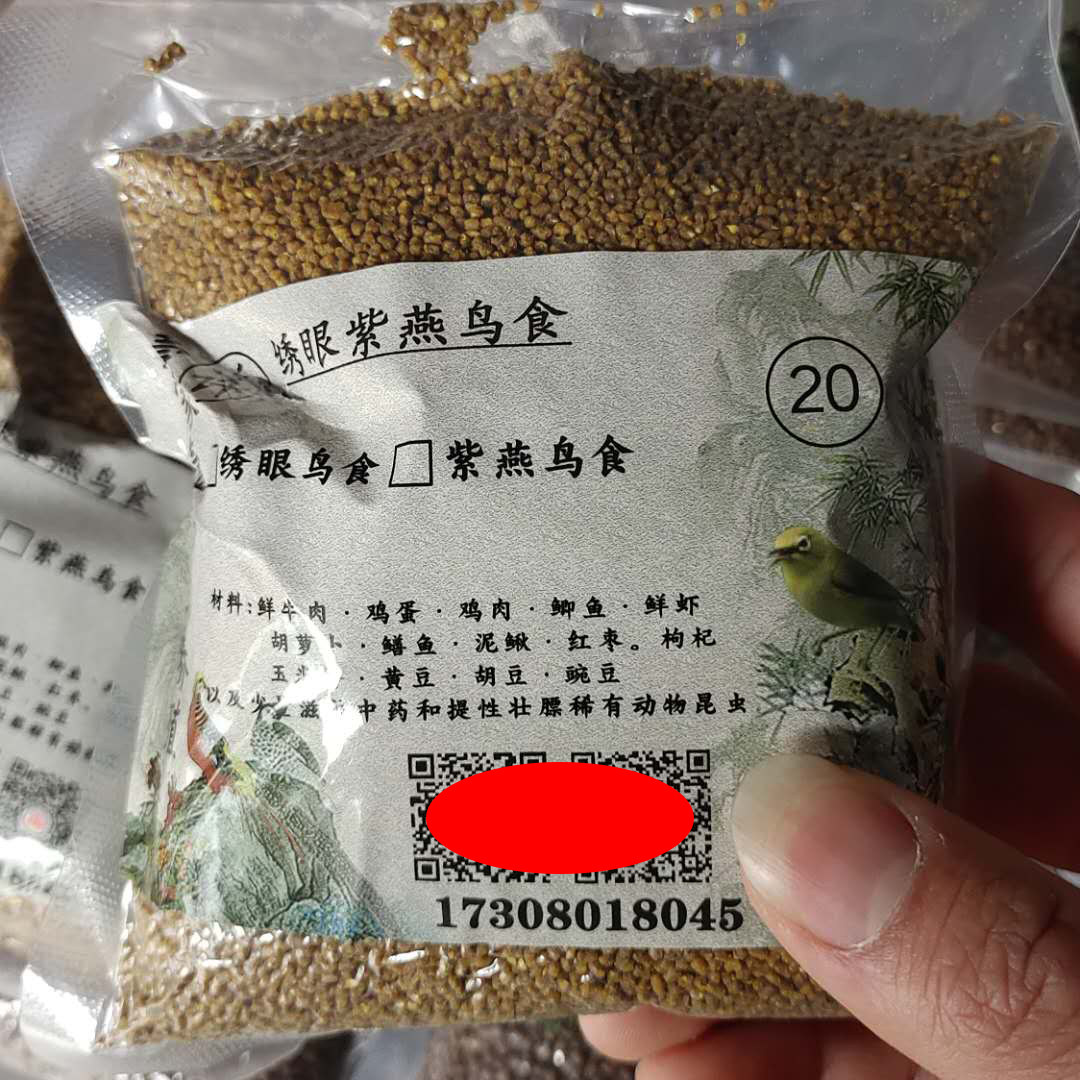 绣眼紫燕鸟食
20
绣眼鸟食 紫燕鸟食
材料:鲜牛肉·鸡蛋·鸡肉·鲫鱼·鲜虾
胡萝卜·鳝鱼·泥鳅·红枣。枸杞
玉·黄豆·胡豆·豌豆
以及少量滋中药和提性壮膘稀有动物昆虫
17308018045
紫燕鸟食